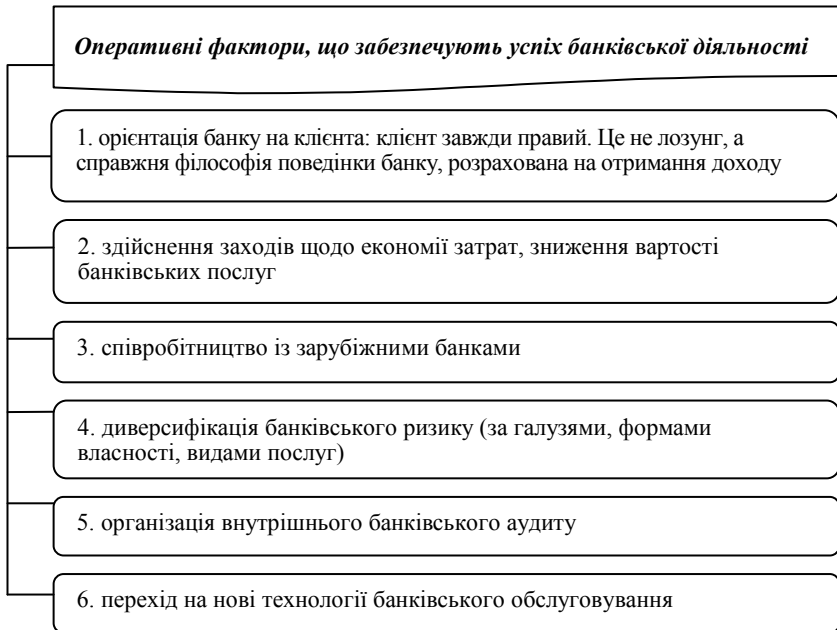 Оперативні фактори, що забезпечують успіх банківської діяльності
1. орієнтація банку на клієнта: клієнт завжди правий. Це не лозунг, а
справжня філософія поведінки банку, розрахована на отримання доходу
2. здійснення заходів щодо економії затрат, зниження вартості
банківських послуг
3. співробітництво із зарубіжними банками
4. диверсифікація банківського ризику (за галузями, формами
власності, видами послуг)
5. організація внутрішнього банківського аудиту
6. перехід на нові технології банківського обслуговування